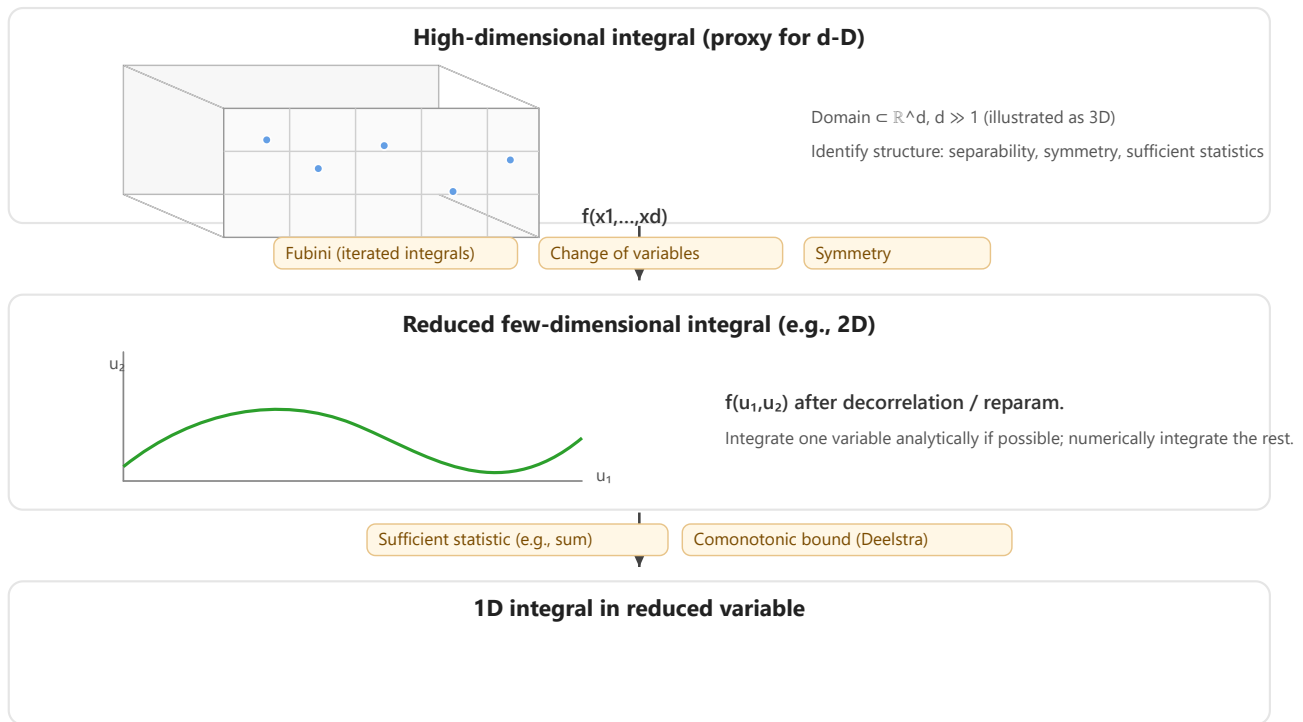 High-dimensional integral (proxy for d-D)
Domain ⊂ ℝ^d, d ≫ 1 (illustrated as 3D)
Identify structure: separability, symmetry, sufficient statistics
f(x1,...,xd)
Fubini (iterated integrals)
Change of variables
Symmetry
Reduced few-dimensional integral (e.g., 2D)
u₂
f(u₁,u₂) after decorrelation / reparam.
Integrate one variable analytically if possible; numerically integrate the rest.
u₁
Sufficient statistic (e.g., sum)
Comonotonic bound (Deelstra)
1D integral in reduced variable